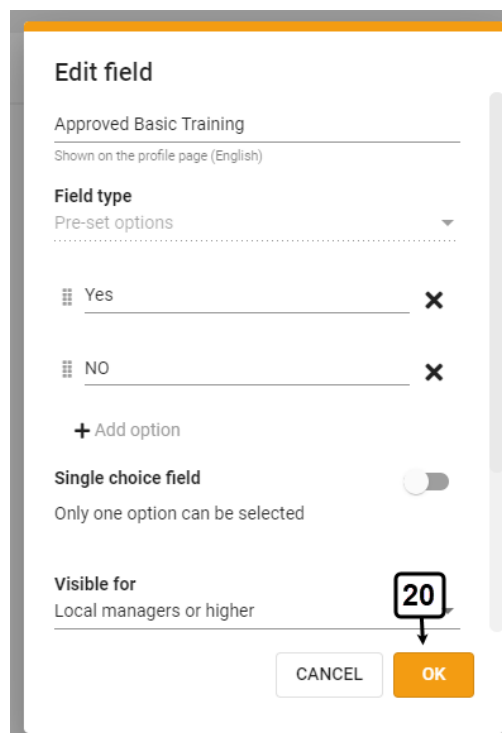 Edit field
Approved Basic Training
Shown on the profile page (English)
Field type
Pre-set options
Yes
NO
Add option
Single choice field
Only one option can be selected
Visible for
Local managers or higher
20
CANCEL
OK